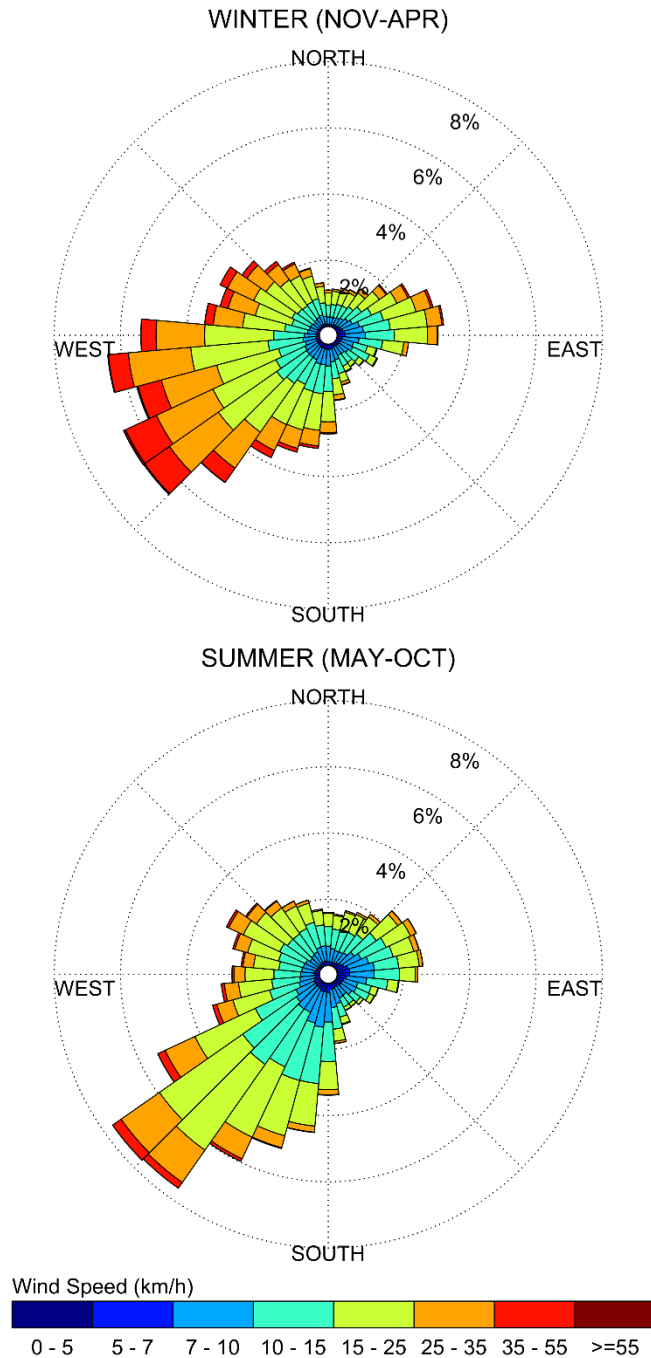 WINTER (NOV-APR)
NORTH
8%
6%
4%
2%
WEST
EAST
SOUTH
SUMMER (MAY-OCT)
NORTH
8%
6%
4%
2%
WEST
EAST
SOUTH
Wind Speed (km/h)
0 - 5 5 - 7 7 - 10 10 - 15 15 - 25 25 - 35 35 - 55 >=55